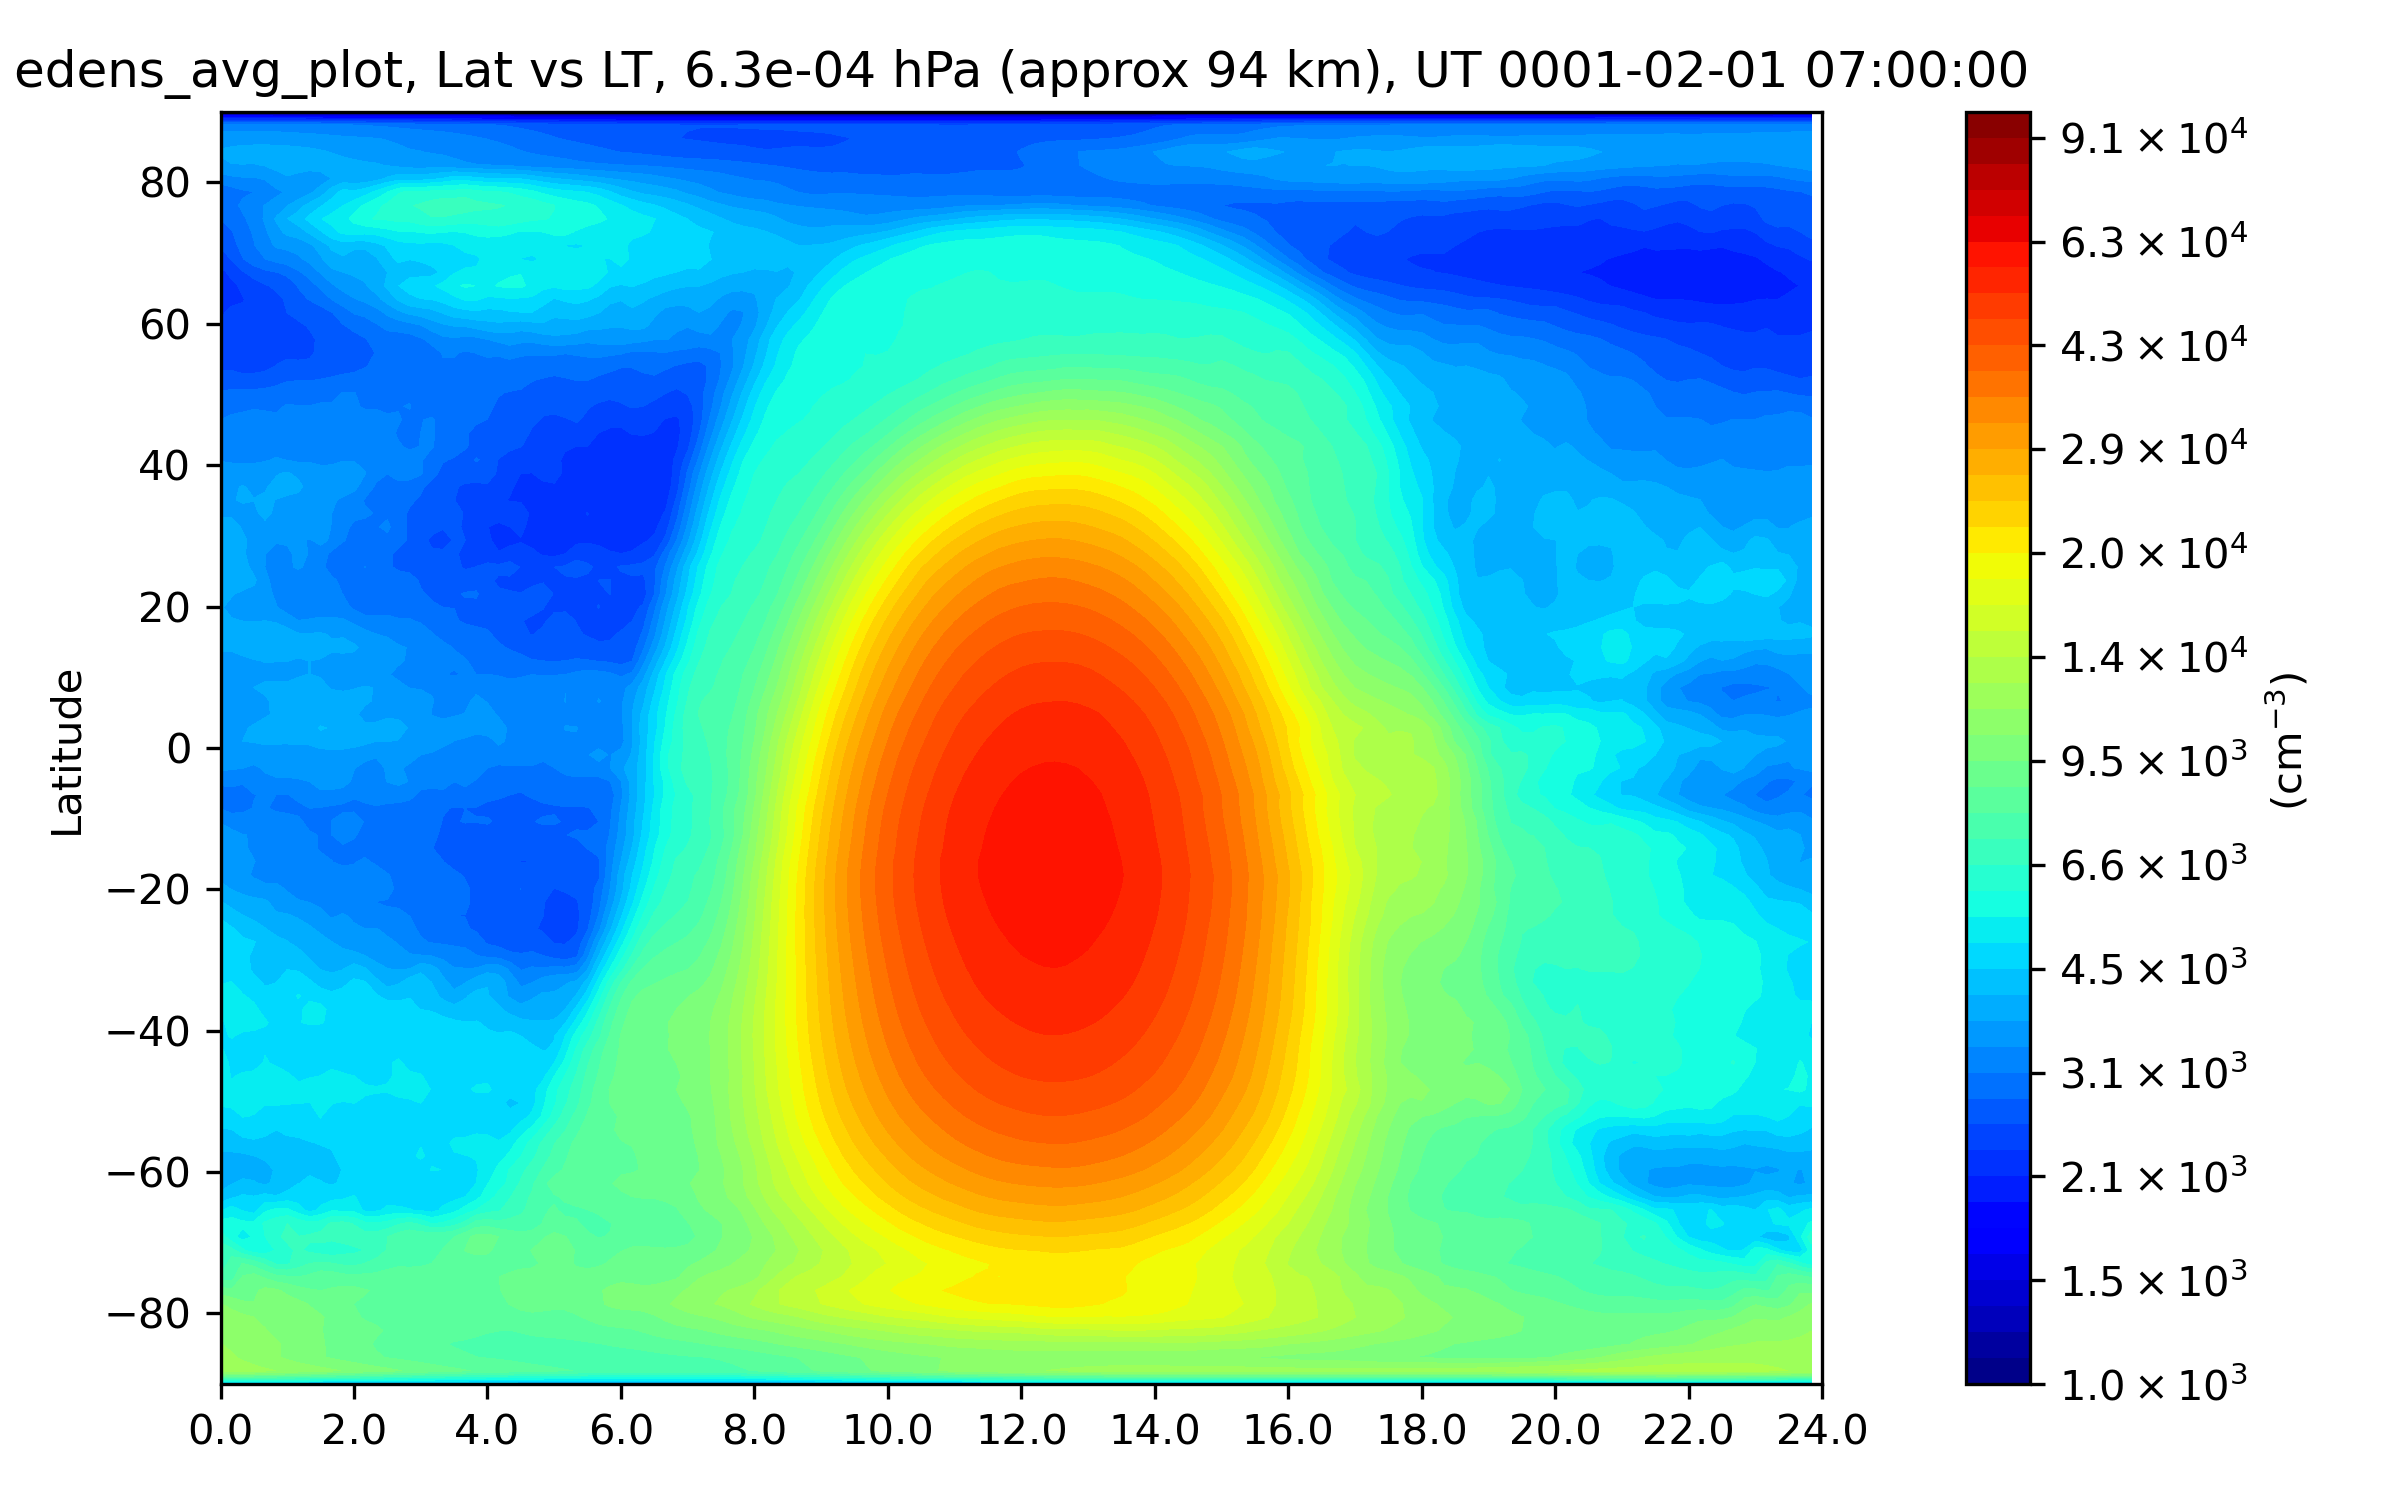 edens_avg_plot, Lat vs LT, 6.3e-04 hPa (approx 94 km), UT 0001-02-01 07:00:00
Latitude
80
60
40
20
0
−20
−40
−60
−80
0.0 2.0 4.0 6.0 8.0 10.0 12.0 14.0 16.0 18.0 20.0 22.0 24.0
9.1 × 10⁴
6.3 × 10⁴
4.3 × 10⁴
2.9 × 10⁴
2.0 × 10⁴
1.4 × 10⁴
9.5 × 10³
6.6 × 10³
4.5 × 10³
3.1 × 10³
2.1 × 10³
1.5 × 10³
1.0 × 10³
(cm⁻³)